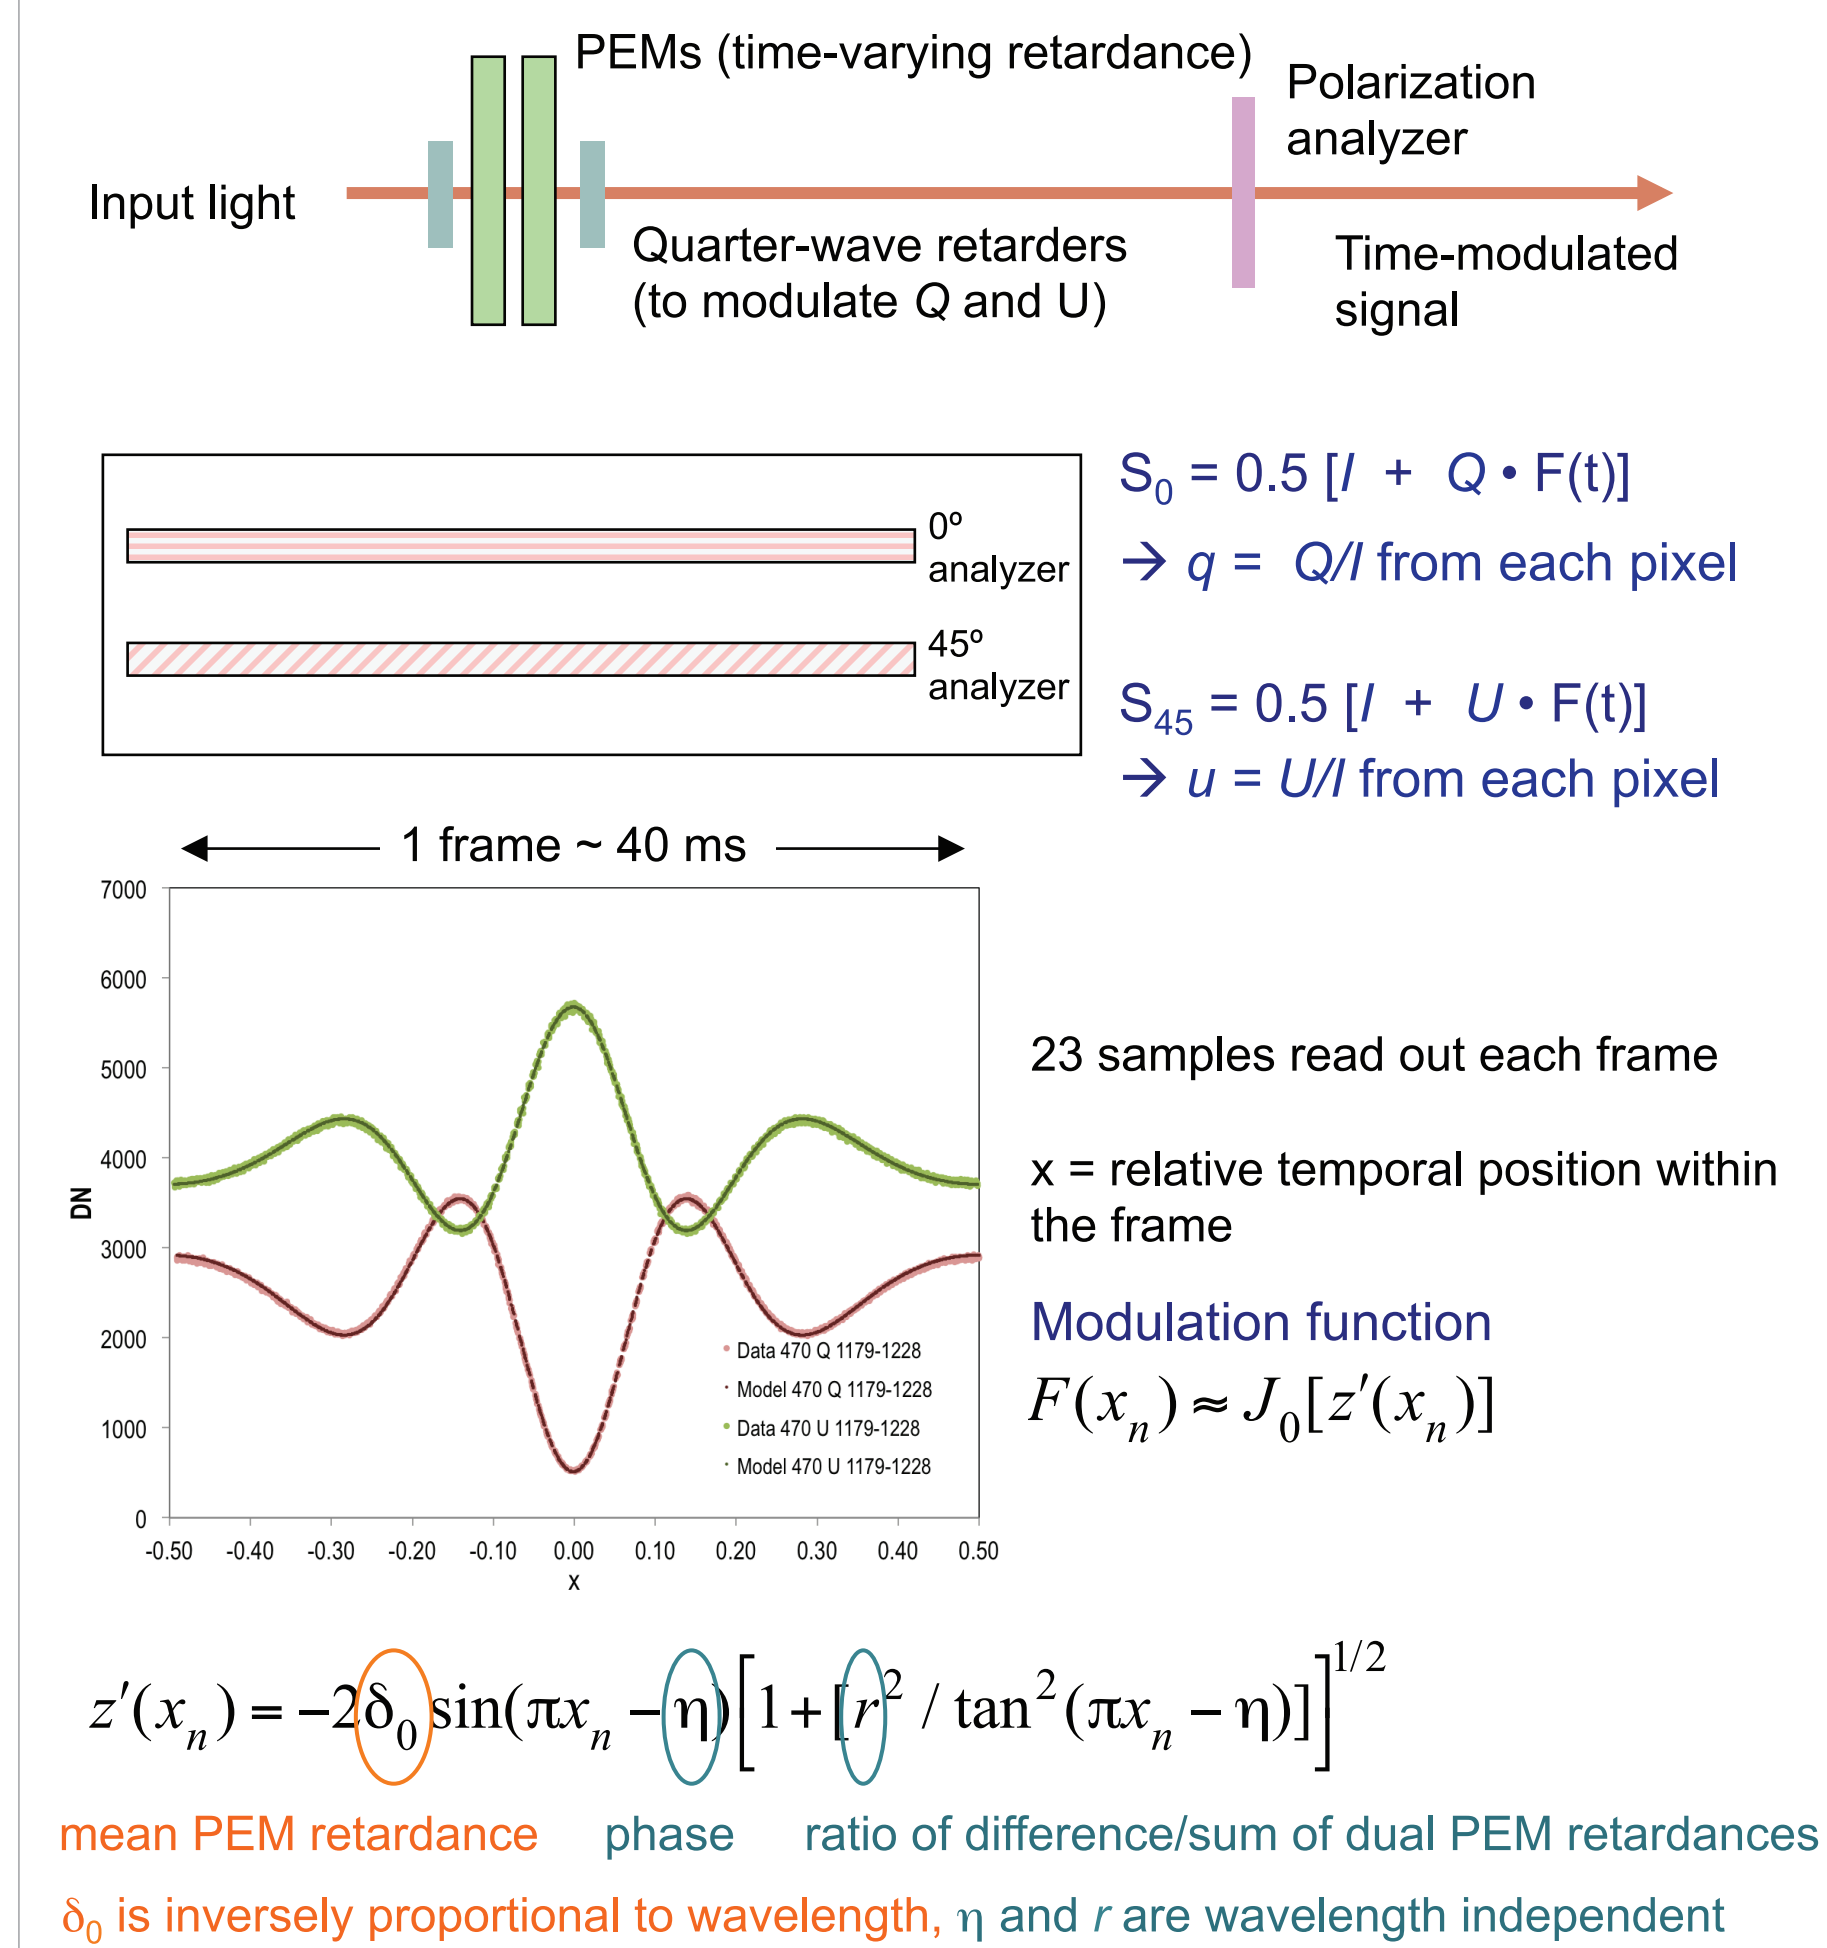 PEMs (time-varying retardance)
Polarization
analyzer
Input light
Quarter-wave retarders
(to modulate Q and U)
Time-modulated
signal
0º
analyzer
45º
analyzer
S₀ = 0.5 [I + Q • F(t)]
→ q = Q/I from each pixel
S₄₅ = 0.5 [I + U • F(t)]
→ u = U/I from each pixel
1 frame ~ 40 ms
7000
6000
5000
4000
3000
2000
1000
0
DN
-0.50 -0.40 -0.30 -0.20 -0.10 0.00 0.10 0.20 0.30 0.40 0.50
x
Data 470 Q 1179-1228
Model 470 Q 1179-1228
Data 470 U 1179-1228
Model 470 U 1179-1228
23 samples read out each frame
x = relative temporal position within
the frame
Modulation function
F(xₙ) ≈ J₀[z′(xₙ)]
z′(xₙ) = −2δ₀ sin(πxₙ − η)[1 + [r² / tan²(πxₙ − η)]]^1/2
mean PEM retardance phase ratio of difference/sum of dual PEM retardances
δ₀ is inversely proportional to wavelength, η and r are wavelength independent